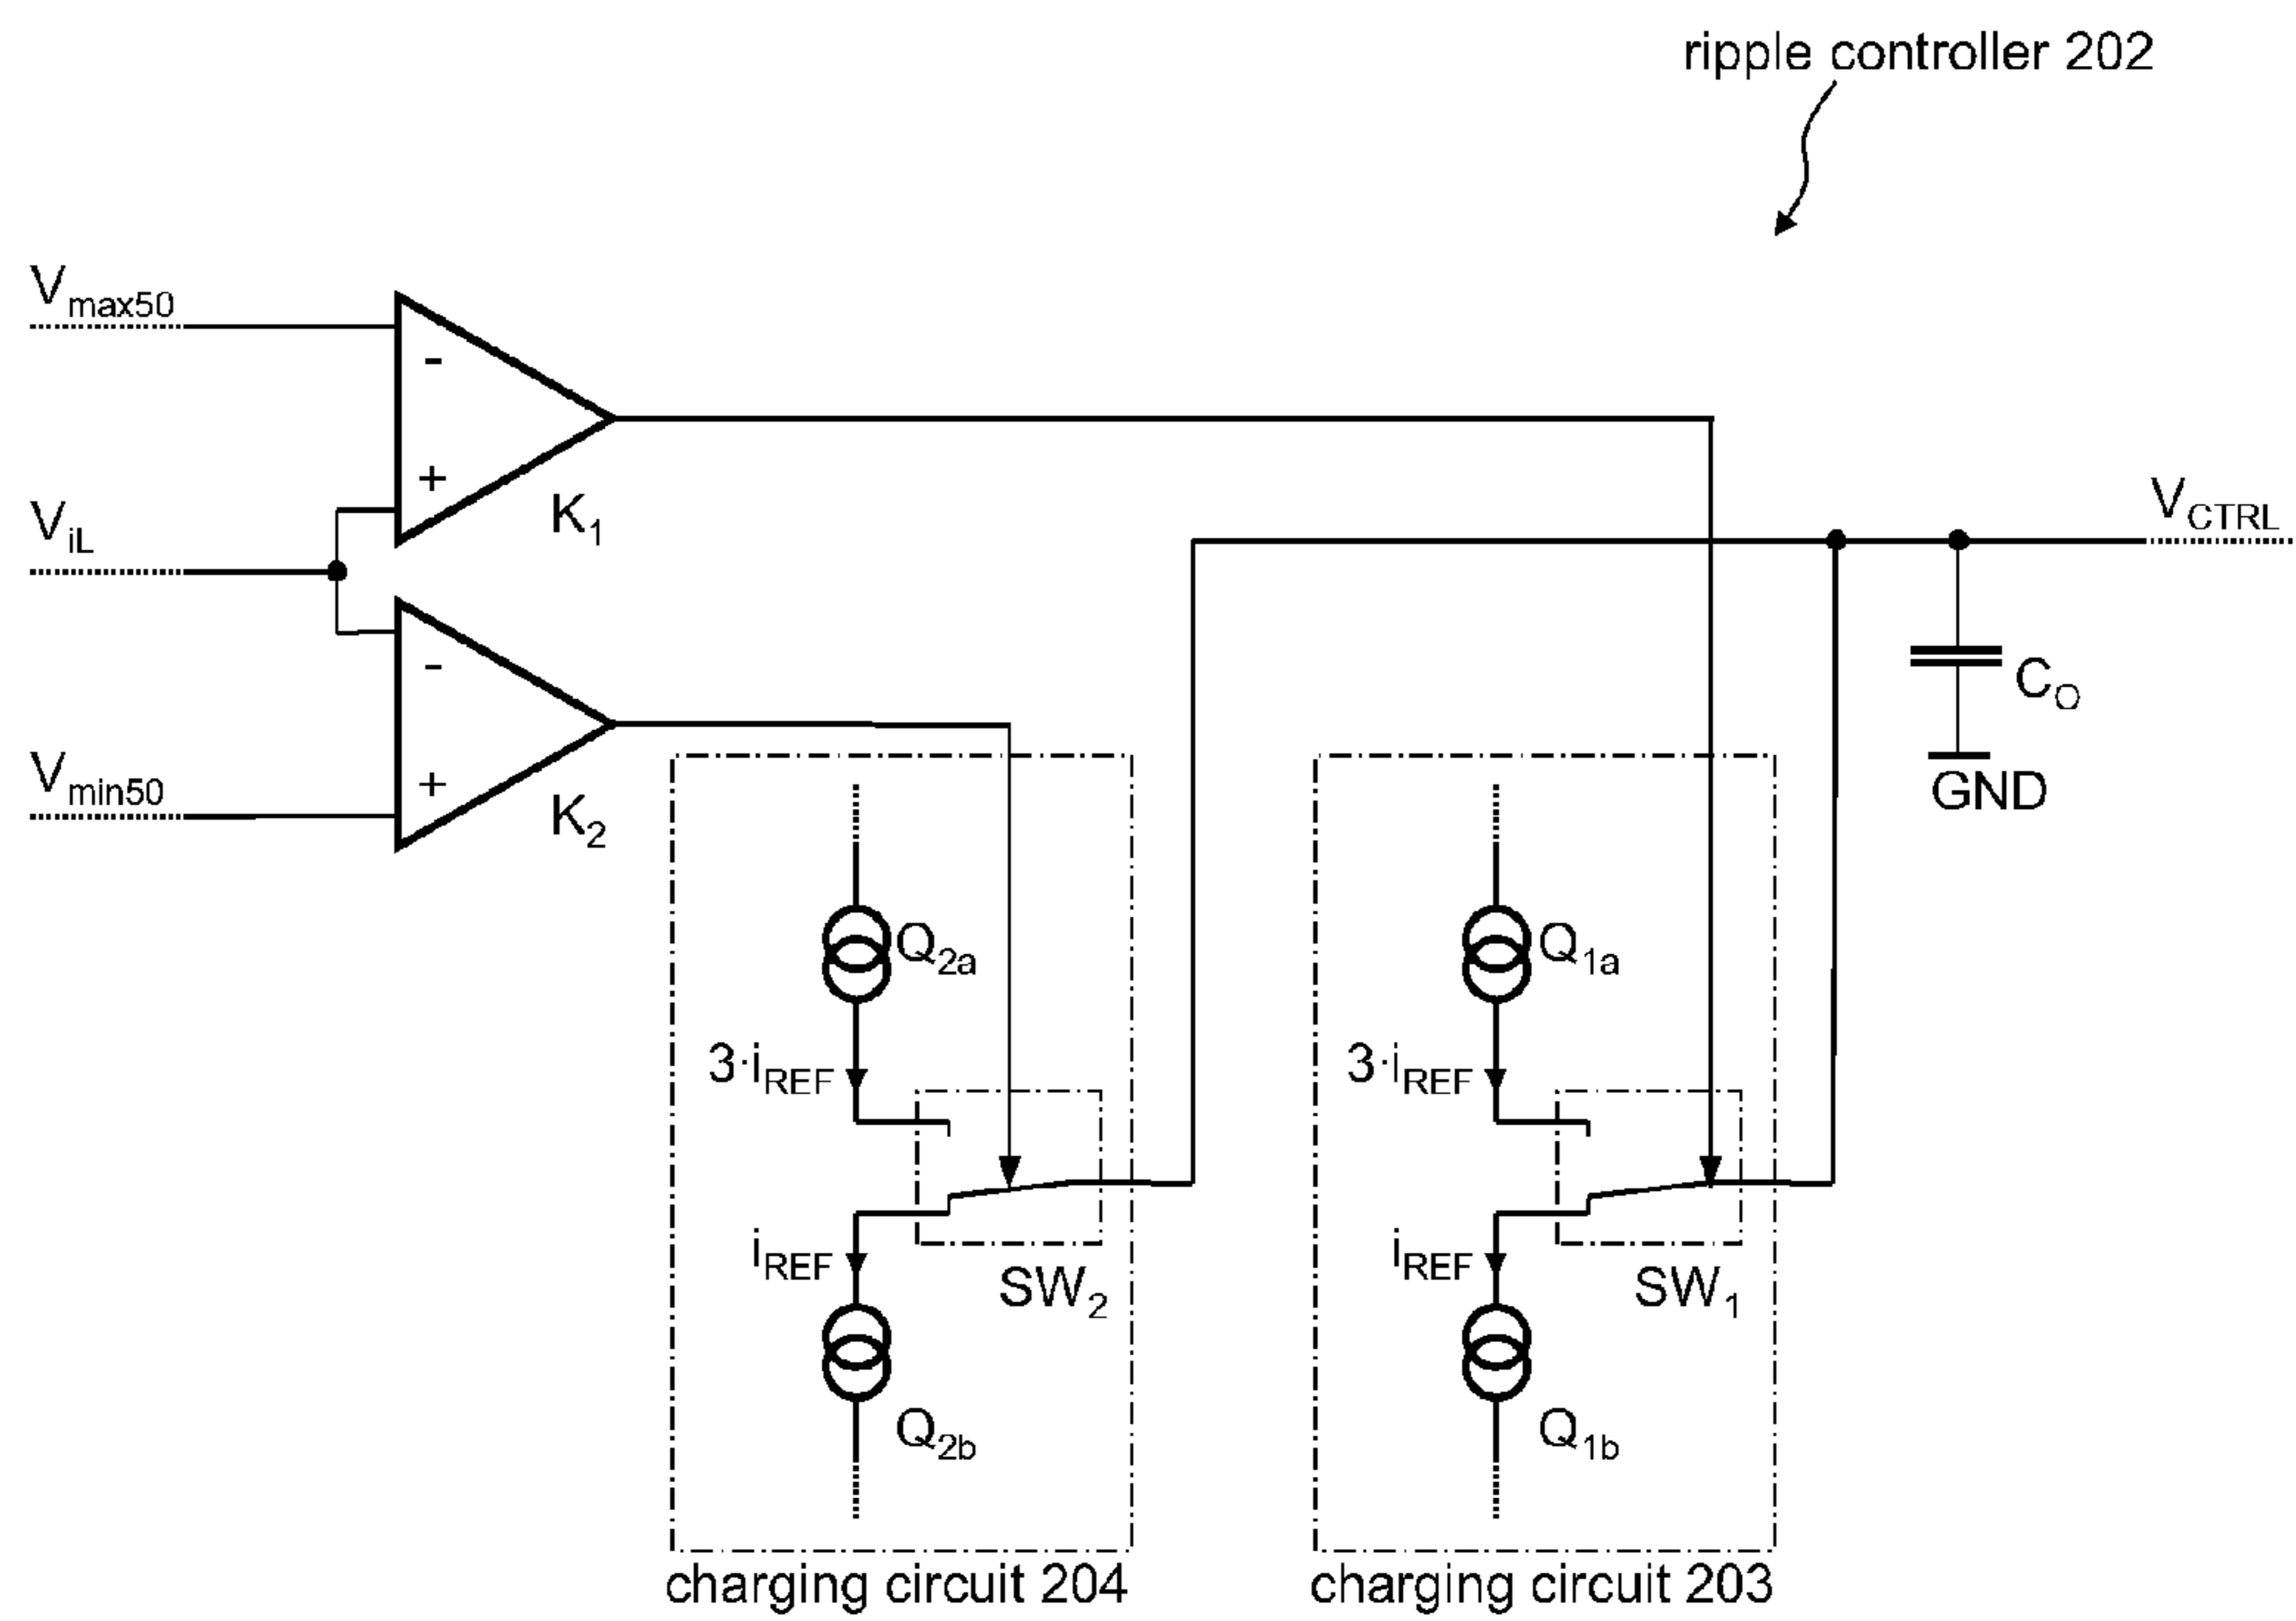 ripple controller 202
Vmax50
-
+
K1
ViL
VCTRL
-
+
K2
Vmin50
CO
GND
Q2a
Q1a
3·iREF
3·iREF
iREF
SW2
iREF
SW1
Q2b
Q1b
charging circuit 204
charging circuit 203